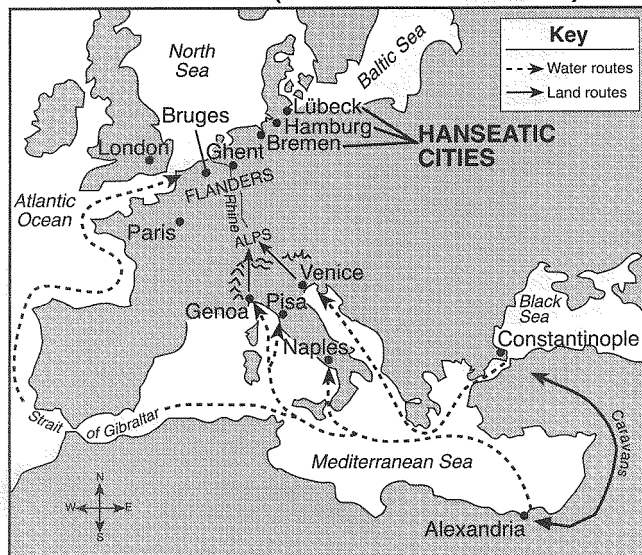 North
Sea
Baltic Sea
Key
Water routes
Land routes
Bruges
Lübeck
Hamburg
Bremen
HANSEATIC
CITIES
London
Ghent
FLANDERS
Atlantic
Ocean
Rhine
Paris
ALPS
Venice
Genoa
Pisa
Black
Sea
Constantinople
Naples
Strait of Gibraltar
Caravans
Mediterranean Sea
N
W
E
S
Alexandria